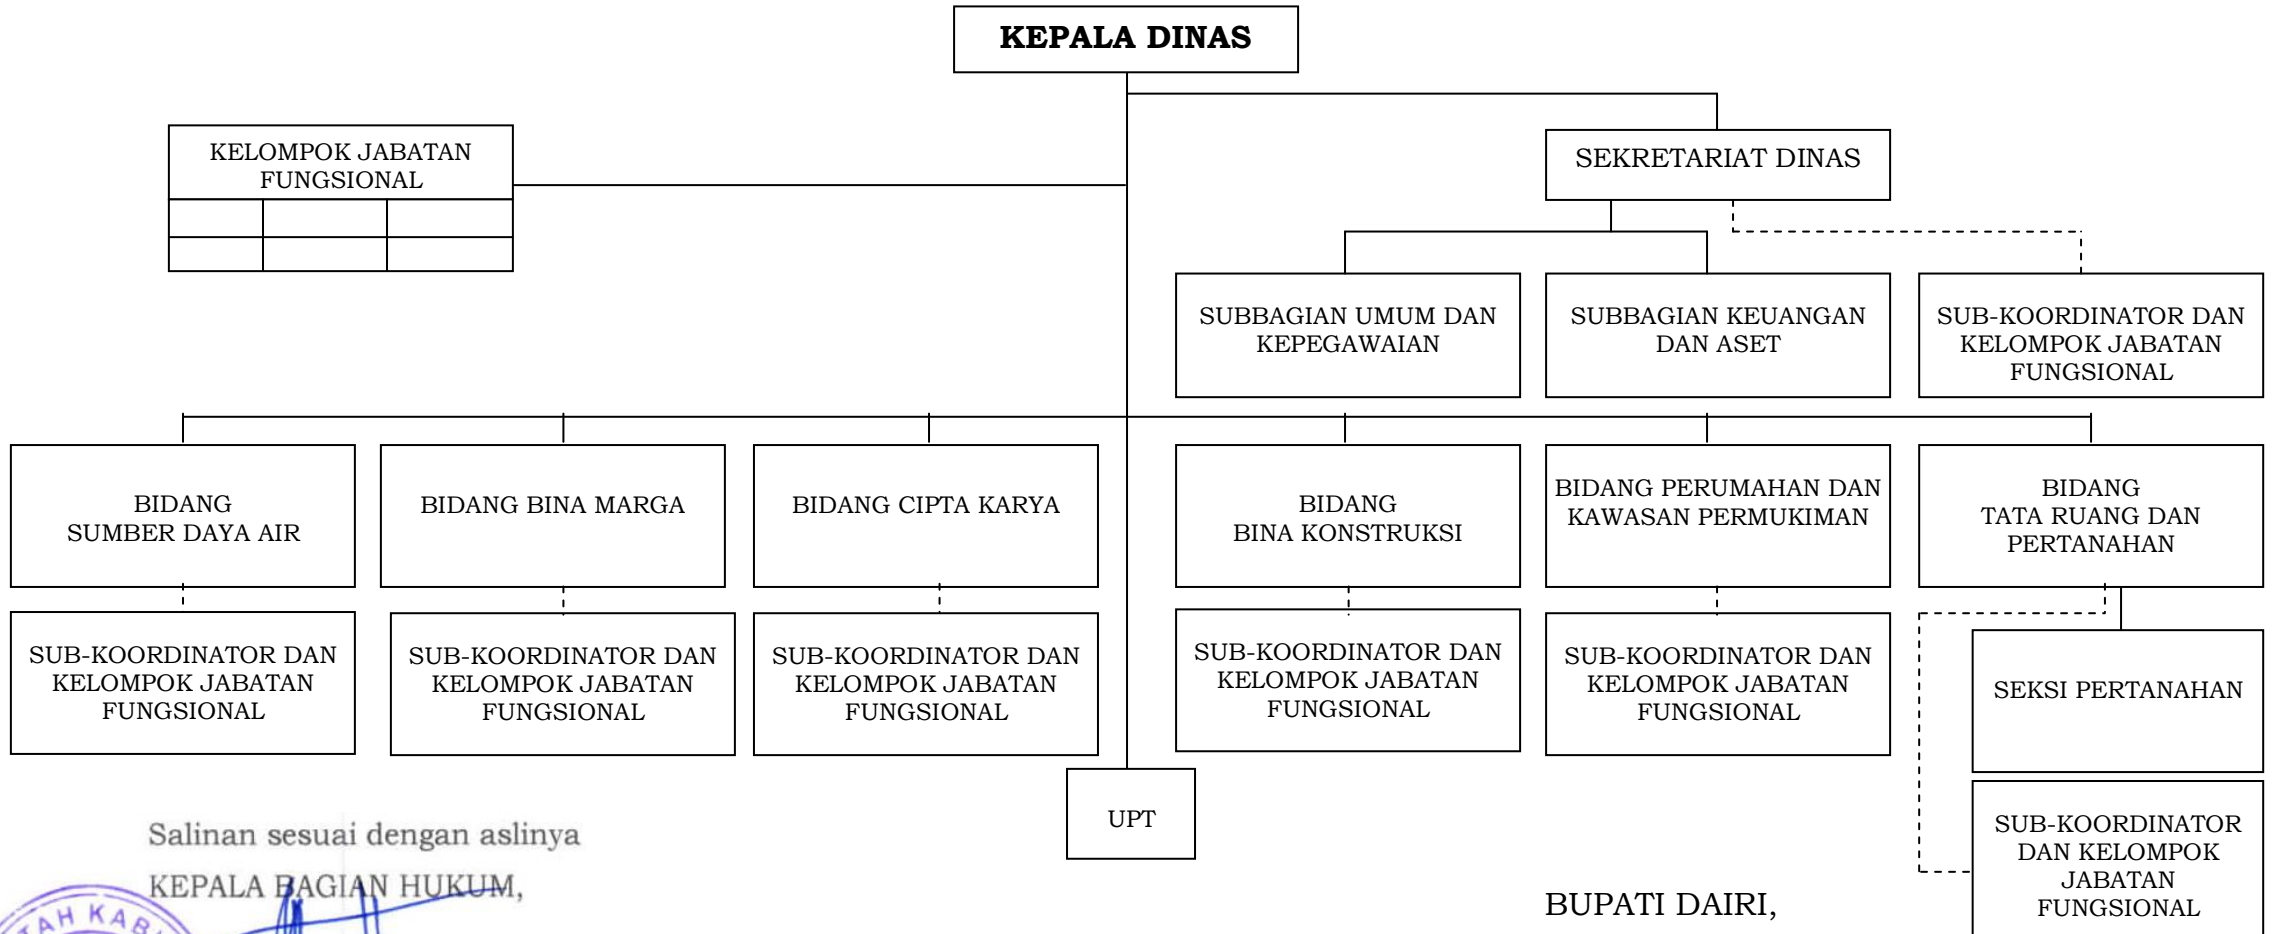 KEPALA DINAS
KELOMPOK JABATAN
FUNGSIONAL
SEKRETARIAT DINAS
SUBBAGIAN UMUM DAN
KEPEGAWAIAN
SUBBAGIAN KEUANGAN
DAN ASET
SUB-KOORDINATOR DAN
KELOMPOK JABATAN
FUNGSIONAL
BIDANG
SUMBER DAYA AIR
BIDANG BINA MARGA
BIDANG CIPTA KARYA
BIDANG
BINA KONSTRUKSI
BIDANG PERUMAHAN DAN
KAWASAN PERMUKIMAN
BIDANG
TATA RUANG DAN
PERTANAHAN
SUB-KOORDINATOR DAN
KELOMPOK JABATAN
FUNGSIONAL
SUB-KOORDINATOR DAN
KELOMPOK JABATAN
FUNGSIONAL
SUB-KOORDINATOR DAN
KELOMPOK JABATAN
FUNGSIONAL
SUB-KOORDINATOR DAN
KELOMPOK JABATAN
FUNGSIONAL
SUB-KOORDINATOR DAN
KELOMPOK JABATAN
FUNGSIONAL
SEKSI PERTANAHAN
UPT
SUB-KOORDINATOR
DAN KELOMPOK
JABATAN
FUNGSIONAL
Salinan sesuai dengan aslinya
KEPALA BAGIAN HUKUM,
BUPATI DAIRI,